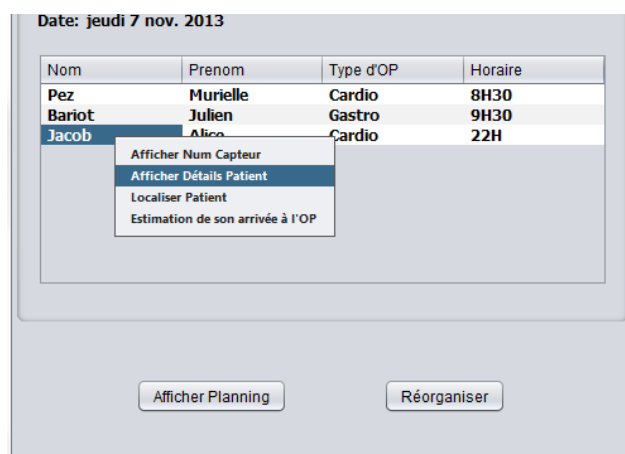 Date: jeudi 7 nov. 2013
Nom Prenom Type d'OP Horaire
Pez Murielle Cardio 8H30
Bariot Julien Gastro 9H30
Jacob Alice Cardio 22H
Afficher Num Capteur
Afficher Détails Patient
Localiser Patient
Estimation de son arrivée à l'OP
Afficher Planning Réorganiser